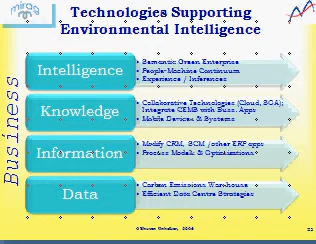 Technologies Supporting
Environmental Intelligence
Business
Intelligence
• Semantic Green Enterprise
• People-Machine Continuum
• Experience / Inferences
Knowledge
• Collaborative Technologies (Cloud, SOA);
Integrate CEMS with Buss. Apps
• Mobile Devices & Systems
Information
• Modify CRM, SCM / other ERP apps
• Process Models & Optimizations
Data
• Carbon Emissions Warehouse
• Efficient Data Centre Strategies